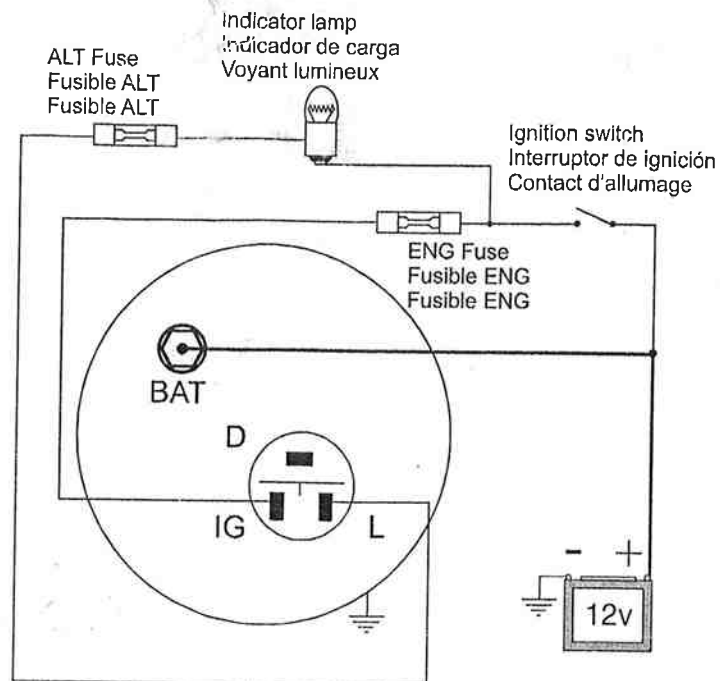 Indicator lamp
Indicador de carga
Voyant lumineux
ALT Fuse
Fusible ALT
Fusible ALT
Ignition switch
Interruptor de ignición
Contact d'allumage
ENG Fuse
Fusible ENG
Fusible ENG
BAT
D
IG
L
- +
12v